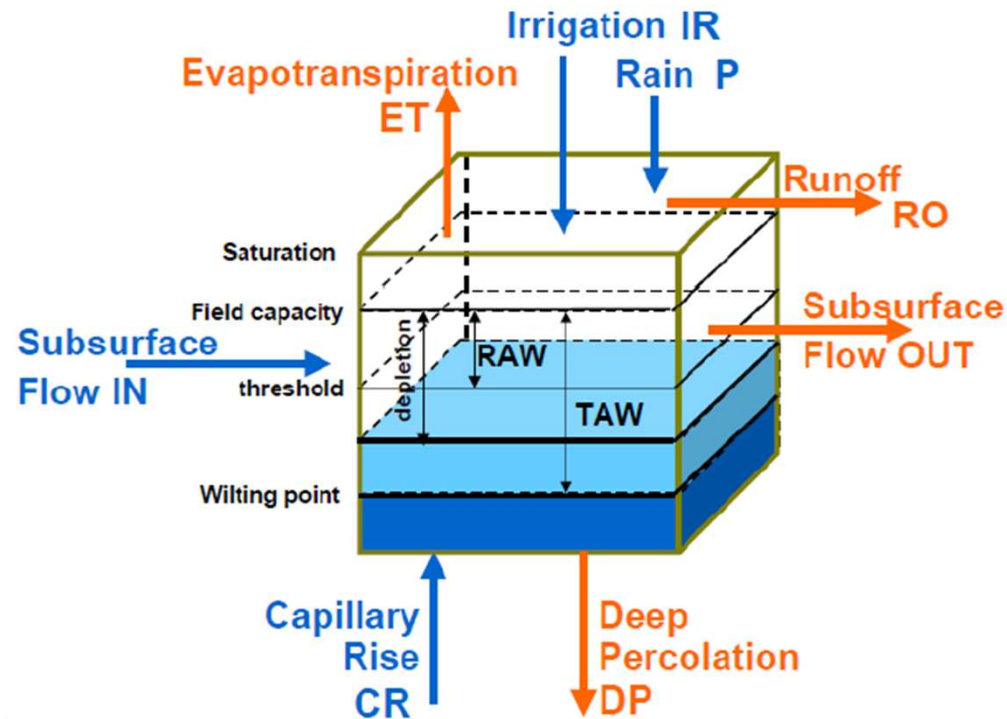 Irrigation IR
Rain P
Evapotranspiration
ET
Runoff
RO
Saturation
Field capacity
Subsurface
Flow IN
threshold
depletion
RAW
TAW
Subsurface
Flow OUT
Wilting point
Capillary
Rise
CR
Deep
Percolation
DP